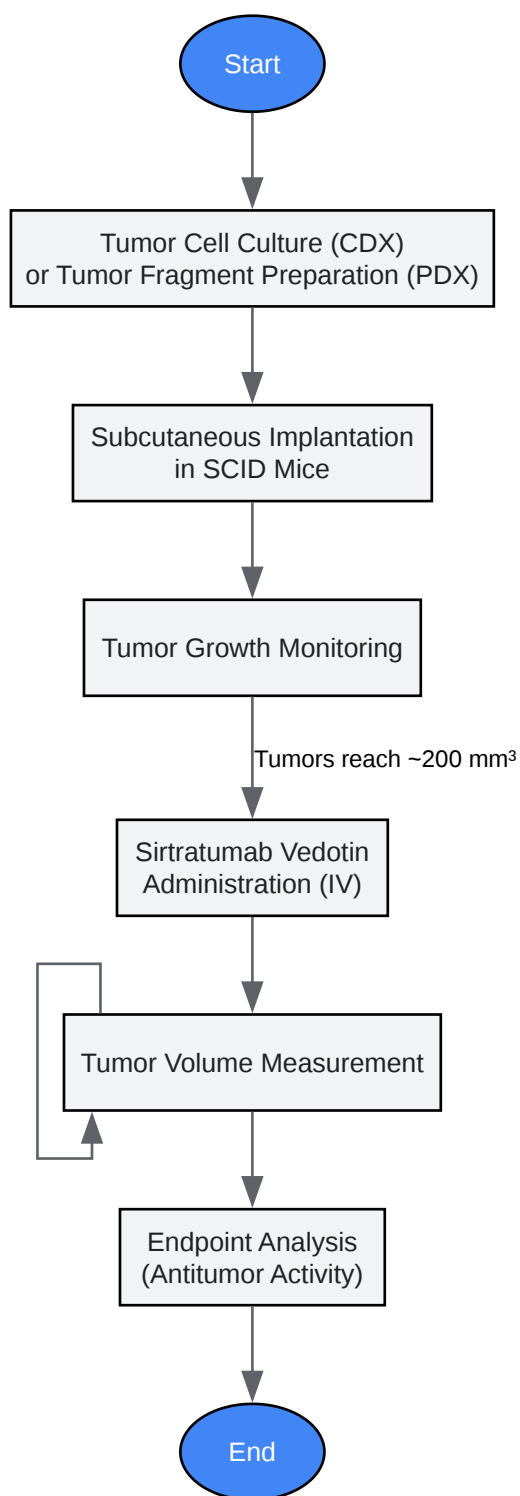 Start
Tumor Cell Culture (CDX)
or Tumor Fragment Preparation (PDX)
Subcutaneous Implantation
in SCID Mice
Tumor Growth Monitoring
Tumors reach ~200 mm³
Sirtratumab Vedotin
Administration (IV)
Tumor Volume Measurement
Endpoint Analysis
(Antitumor Activity)
End